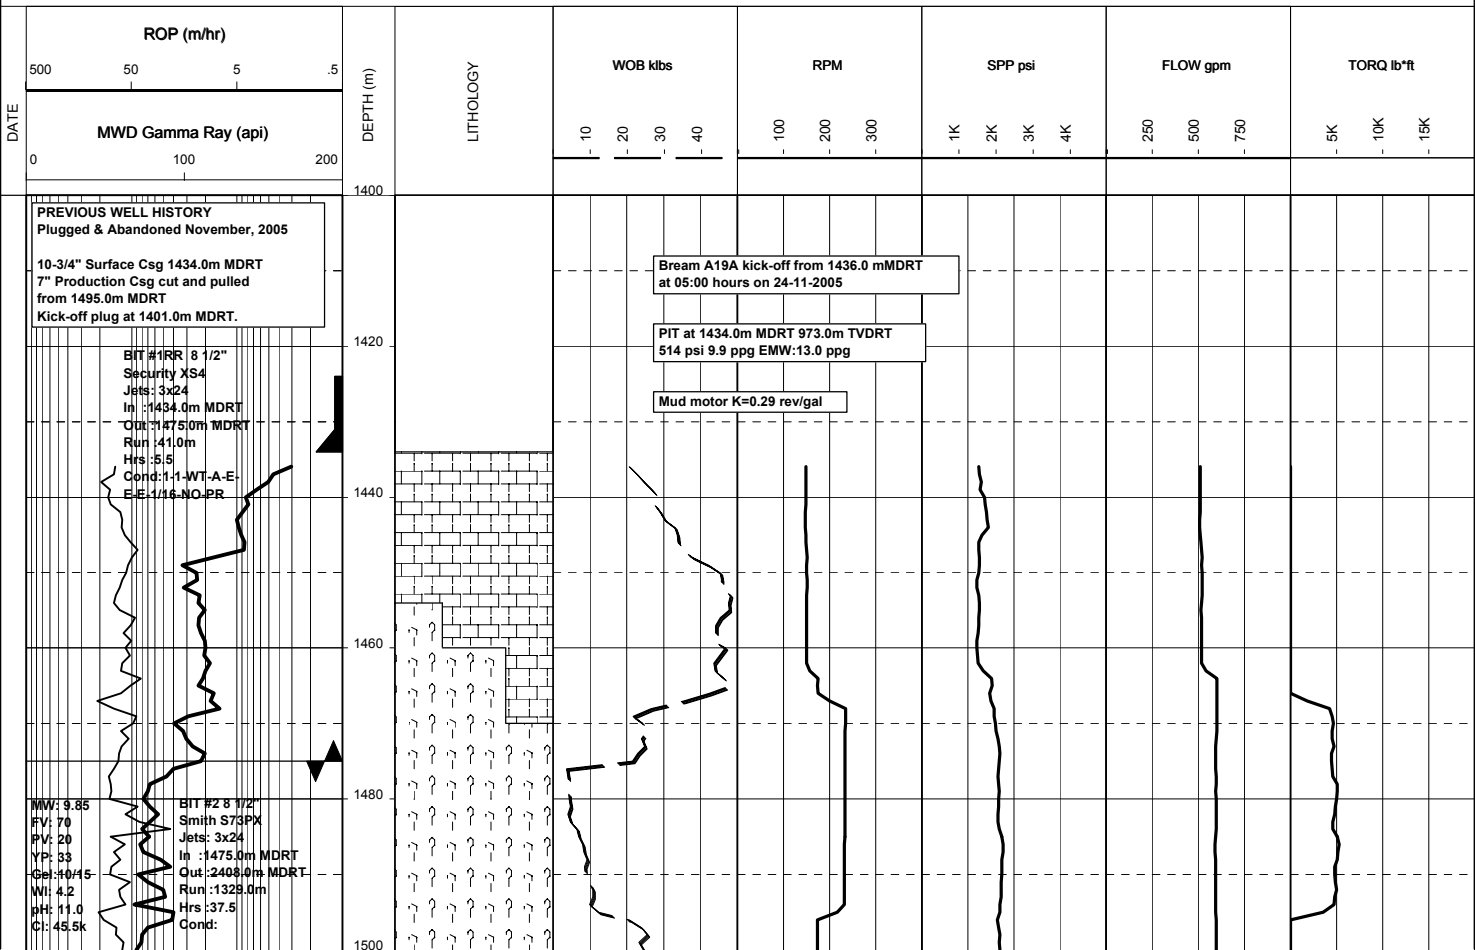 ROP (m/hr)
500 50 5 .5
MWD Gamma Ray (api)
0 100 200
DATE
DEPTH (m)
LITHOLOGY
WOB klbs
10 20 30 40
RPM
100 200 300
SPP psi
1K 2K 3K 4K
FLOW gpm
250 500 750
TORQ lb*ft
5K 10K 15K
1400
PREVIOUS WELL HISTORY
Plugged & Abandoned November, 2005
10-3/4" Surface Csg 1434.0m MDRT
7" Production Csg cut and pulled
from 1495.0m MDRT
Kick-off plug at 1401.0m MDRT.
Bream A19A kick-off from 1436.0 mMDRT
at 05:00 hours on 24-11-2005
PIT at 1434.0m MDRT 973.0m TVDRT
514 psi 9.9 ppg EMW:13.0 ppg
1420
BIT #1RR 8 1/2"
Security XS4
Jets: 3x24
In :1434.0m MDRT
Out :1475.0m MDRT
Run :41.0m
Hrs :5.5
Cond:1-1-WT-A-E-
E-E-1/16-NO-PR
Mud motor K=0.29 rev/gal
1440
1460
1480
MW: 9.85
FV: 70
PV: 20
YP: 33
Gel:10/15
Wl: 4.2
pH: 11.0
Cl: 45.5k
BIT #2 8 1/2"
Smith S73PX
Jets: 3x24
In :1475.0m MDRT
Out :2408.0m MDRT
Run :1329.0m
Hrs :37.5
Cond:
1500